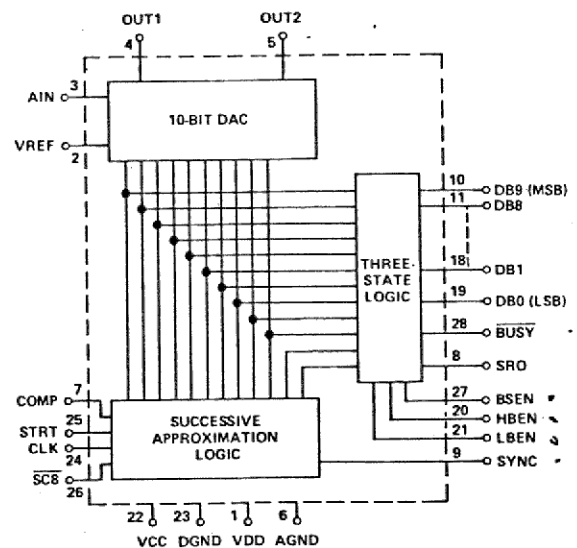 OUT1 OUT2
4 5
3
AIN
10-BIT DAC
VREF
2
10
DB9 (MSB)
11
DB8
THREE-
STATE
LOGIC
18
DB1
19
DB0 (LSB)
28
BUSY
8
SRO
27
BSEN
20
HBEN
21
LBEN
9
SYNC
7
COMP
25
STRT
CLK
24
SC8
26
SUCCESSIVE
APPROXIMATION
LOGIC
22 23 1 6
VCC DGND VDD AGND